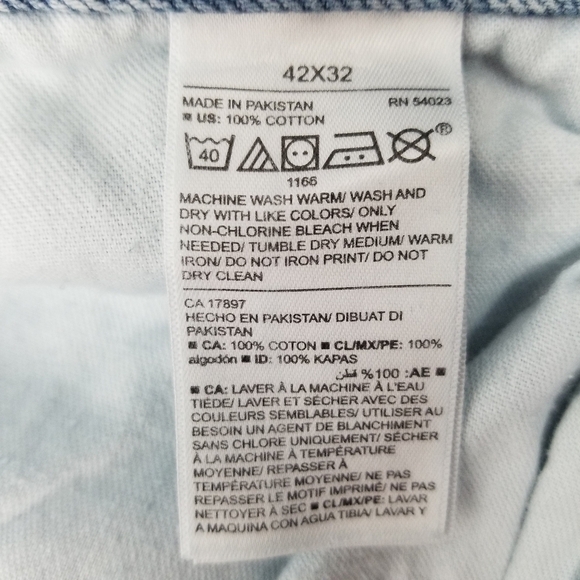 42X32
MADE IN PAKISTAN RN 54023
■ US: 100% COTTON
40
®
1166
MACHINE WASH WARM/ WASH AND
DRY WITH LIKE COLORS/ ONLY
NON-CHLORINE BLEACH WHEN
NEEDED/ TUMBLE DRY MEDIUM/ WARM
IRON/ DO NOT IRON PRINT/ DO NOT
DRY CLEAN
CA 17897
HECHO EN PAKISTAN/ DIBUAT DI
PAKISTAN
■ CA: 100% COTON ■ CL/MX/PE: 100%
algodón ■ ID: 100% KAPAS
■ AE: 100% قطن
■ CA: LAVER À LA MACHINE À L'EAU
TIÈDE/ LAVER ET SÉCHER AVEC DES
COULEURS SEMBLABLES/ UTILISER AU
BESOIN UN AGENT DE BLANCHIMENT
SANS CHLORE UNIQUEMENT/ SÉCHER
À LA MACHINE À TEMPÉRATURE
MOYENNE/ REPASSER À
TEMPÉRATURE MOYENNE/ NE PAS
REPASSER LE MOTIF IMPRIMÉ/ NE PAS
NETTOYER À SEC ■ CL/MX/PE: LAVAR
A MAQUINA CON AGUA TIBIA/ LAVAR Y